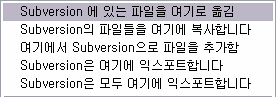 Subversion 에 있는 파일을 여기로 옮김
Subversion의 파일들을 여기에 복사합니다
여기에서 Subversion으로 파일을 추가함
Subversion은 여기에 익스포트합니다
Subversion은 모두 여기에 익스포트합니다